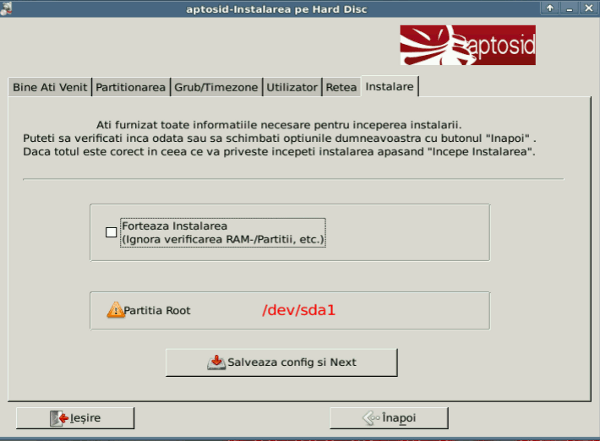 aptosid-Instalarea pe Hard Disc
aptosid
Bine Ati Venit Partitionarea Grub/Timezone Utilizator Retea Instalare
Ati furnizat toate informatiile necesare pentru inceperea instalarii.
Puteti sa verificati inca odata sau sa schimbati optiunile dumneavoastra cu butonul "Inapoi" .
Daca totul este corect in ceea ce va priveste incepeti instalarea apasand "Incepe Instalarea".
Forteaza Instalarea
(Ignora verificarea RAM-/Partitii, etc.)
Partitia Root /dev/sda1
Salveaza config si Next
Ieşire Înapoi